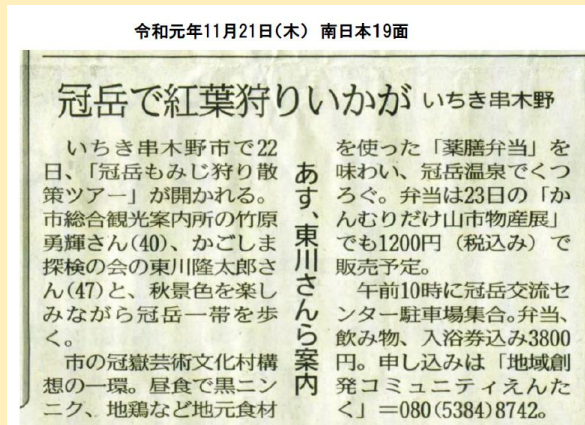 令和元年11月21日(木) 南日本19面
冠岳で紅葉狩りいかが いちき串木野
あす、東川さんら案内
いちき串木野市で22
日、「冠岳もみじ狩り散
策ツアー」が開かれる。
市総合観光案内所の竹原
勇輝さん(40)、かごしま
探検の会の東川隆太郎さ
ん(47)と、秋景色を楽し
みながら冠岳一帯を歩
く。
市の冠嶽芸術文化村構
想の一環。昼食で黒ニン
ニク、地鶏など地元食材
を使った「薬膳弁当」を
味わい、冠岳温泉でくつ
ろぐ。弁当は23日の「か
んむりだけ山市物産展」
でも1200円(税込み)で
販売予定。
午前10時に冠岳交流セ
ンター駐車場集合。弁当、
飲み物、入浴券込み3800
円。申し込みは「地域創
発コミュニティえんた
く」＝080(5384)8742。